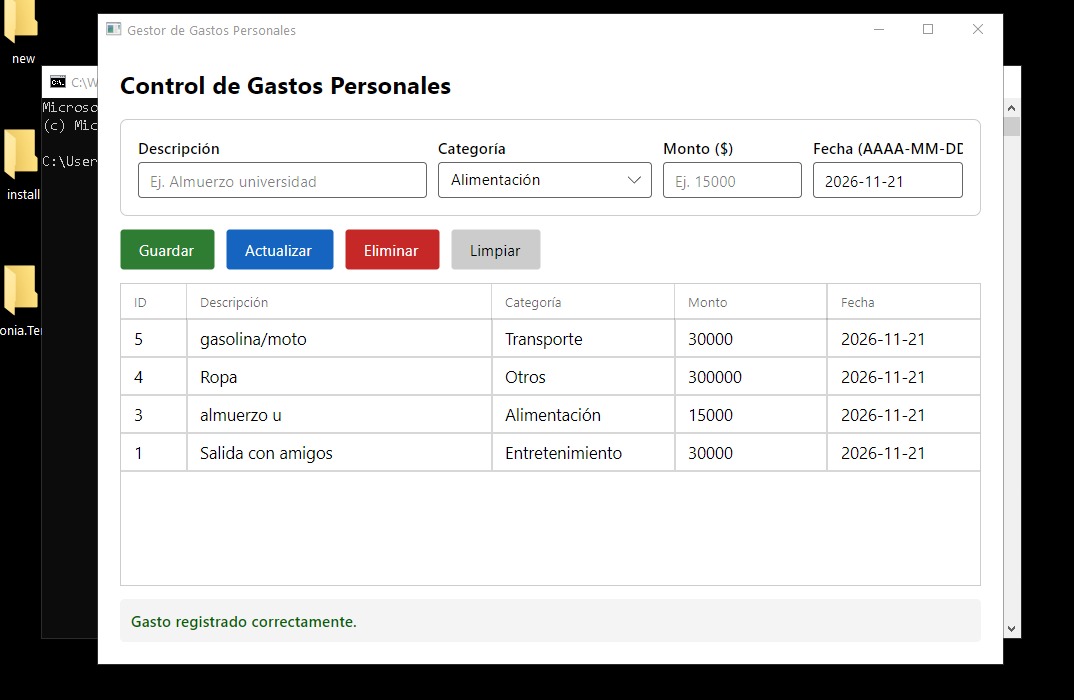 new
install
onia.Te
Gestor de Gastos Personales
C:\W
Microso
(c) Mic
C:\User
Control de Gastos Personales
Descripción Categoría Monto ($) Fecha (AAAA-MM-DD
Ej. Almuerzo universidad Alimentación Ej. 15000 2026-11-21
Guardar Actualizar Eliminar Limpiar
ID Descripción Categoría Monto Fecha
5 gasolina/moto Transporte 30000 2026-11-21
4 Ropa Otros 300000 2026-11-21
3 almuerzo u Alimentación 15000 2026-11-21
1 Salida con amigos Entretenimiento 30000 2026-11-21
Gasto registrado correctamente.